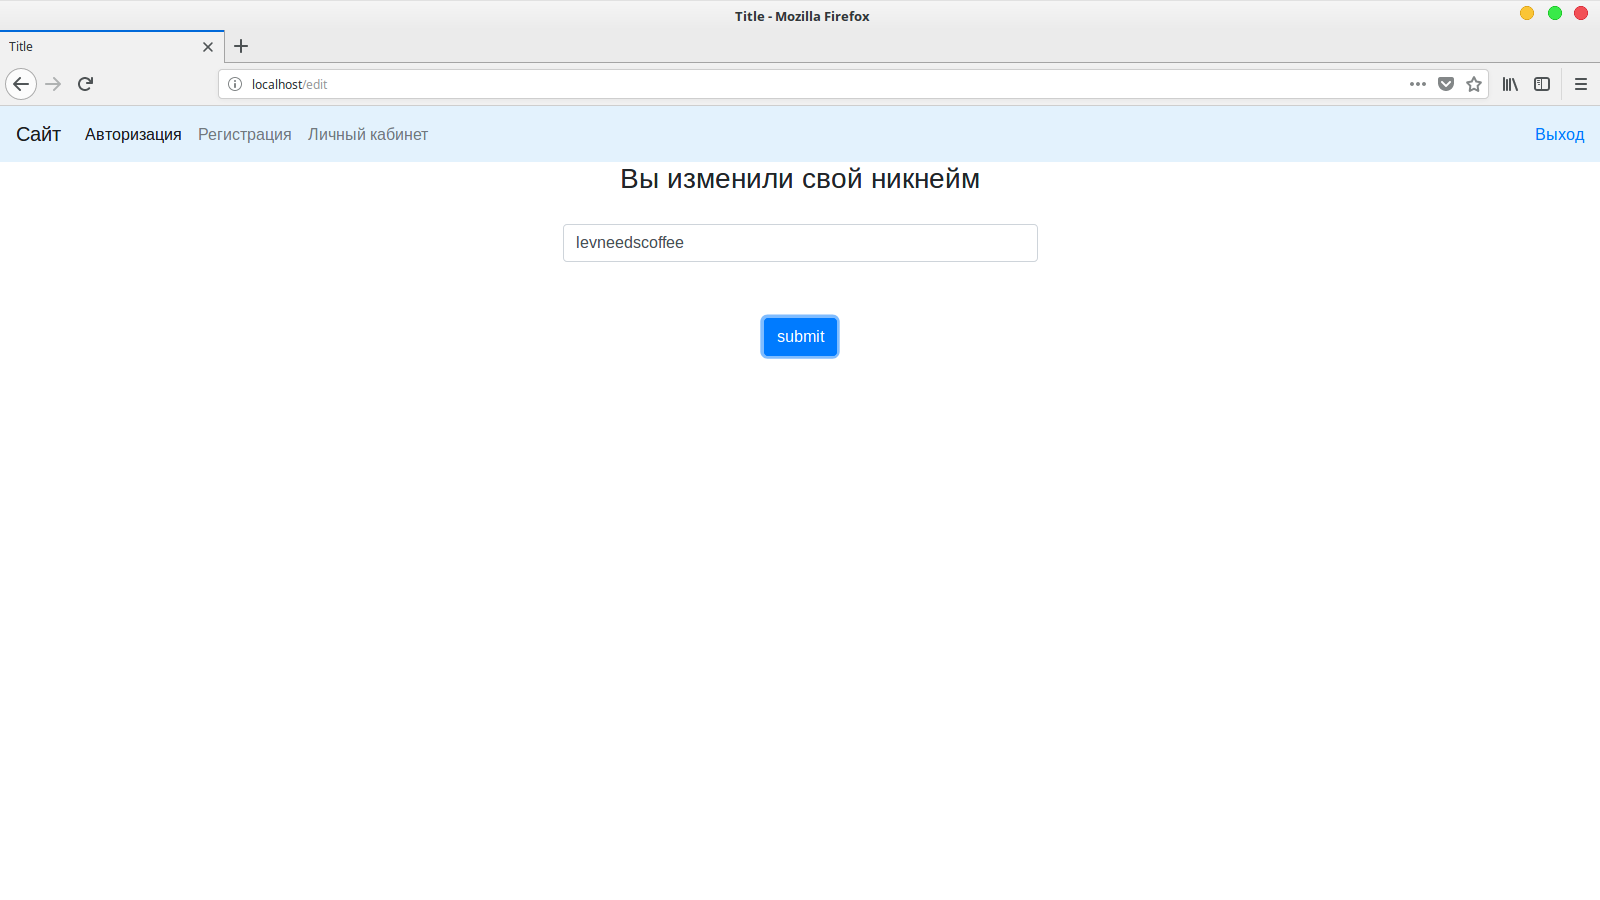 Title - Mozilla Firefox
Title
localhost/edit
Сайт Авторизация Регистрация Личный кабинет Выход
Вы изменили свой никнейм
levneedscoffee
submit